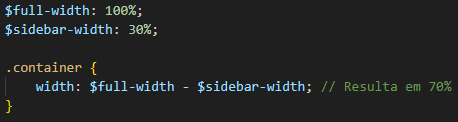 $full-width: 100%;
$sidebar-width: 30%;
.container {
width: $full-width - $sidebar-width; // Resulta em 70%
}